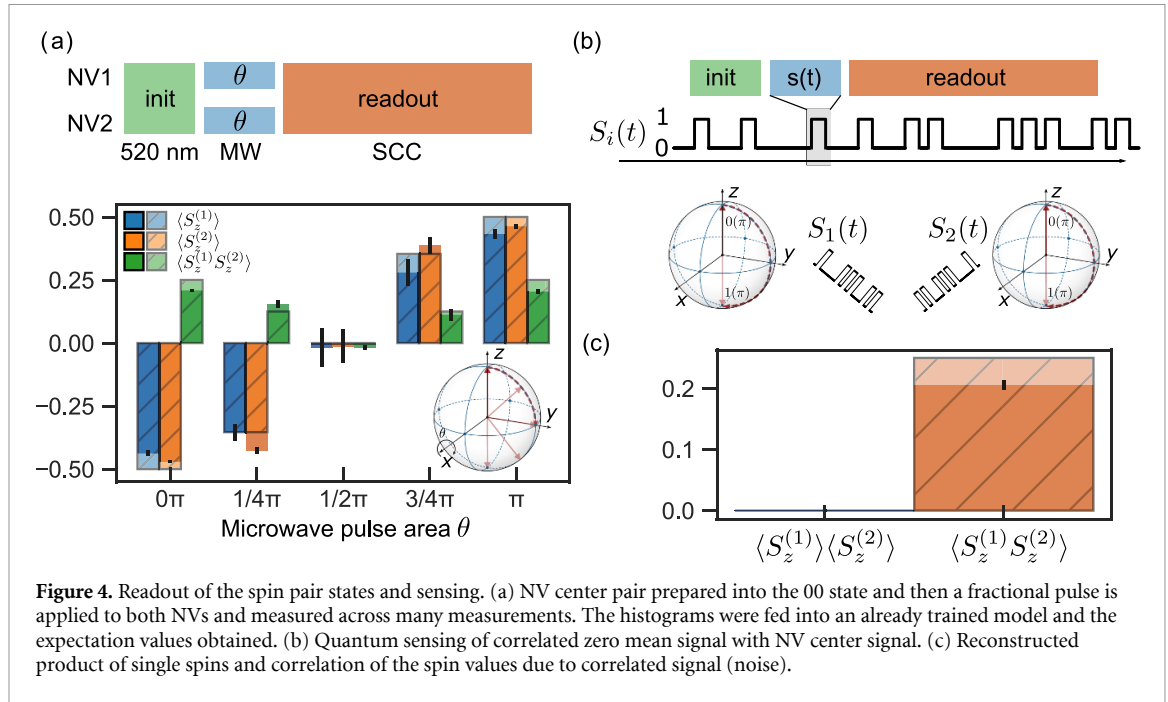 (a)
NV1
NV2
init
θ
θ
readout
520 nm MW SCC
0.50
0.25
0.00
−0.25
−0.50
⟨S_z^(1)⟩
⟨S_z^(2)⟩
⟨S_z^(1) S_z^(2)⟩
z
y
x
θ
0π 1/4π 1/2π 3/4π π
Microwave pulse area θ
(b)
init s(t) readout
S_i(t)
1
0
z
0(π)
y
x
1(π)
S_1(t)
S_2(t)
z
0(π)
y
x
1(π)
(c)
0.2
0.1
0.0
⟨S_z^(1)⟩⟨S_z^(2)⟩ ⟨S_z^(1) S_z^(2)⟩
Figure 4. Readout of the spin pair states and sensing. (a) NV center pair prepared into the 00 state and then a fractional pulse is
applied to both NVs and measured across many measurements. The histograms were fed into an already trained model and the
expectation values obtained. (b) Quantum sensing of correlated zero mean signal with NV center signal. (c) Reconstructed
product of single spins and correlation of the spin values due to correlated signal (noise).